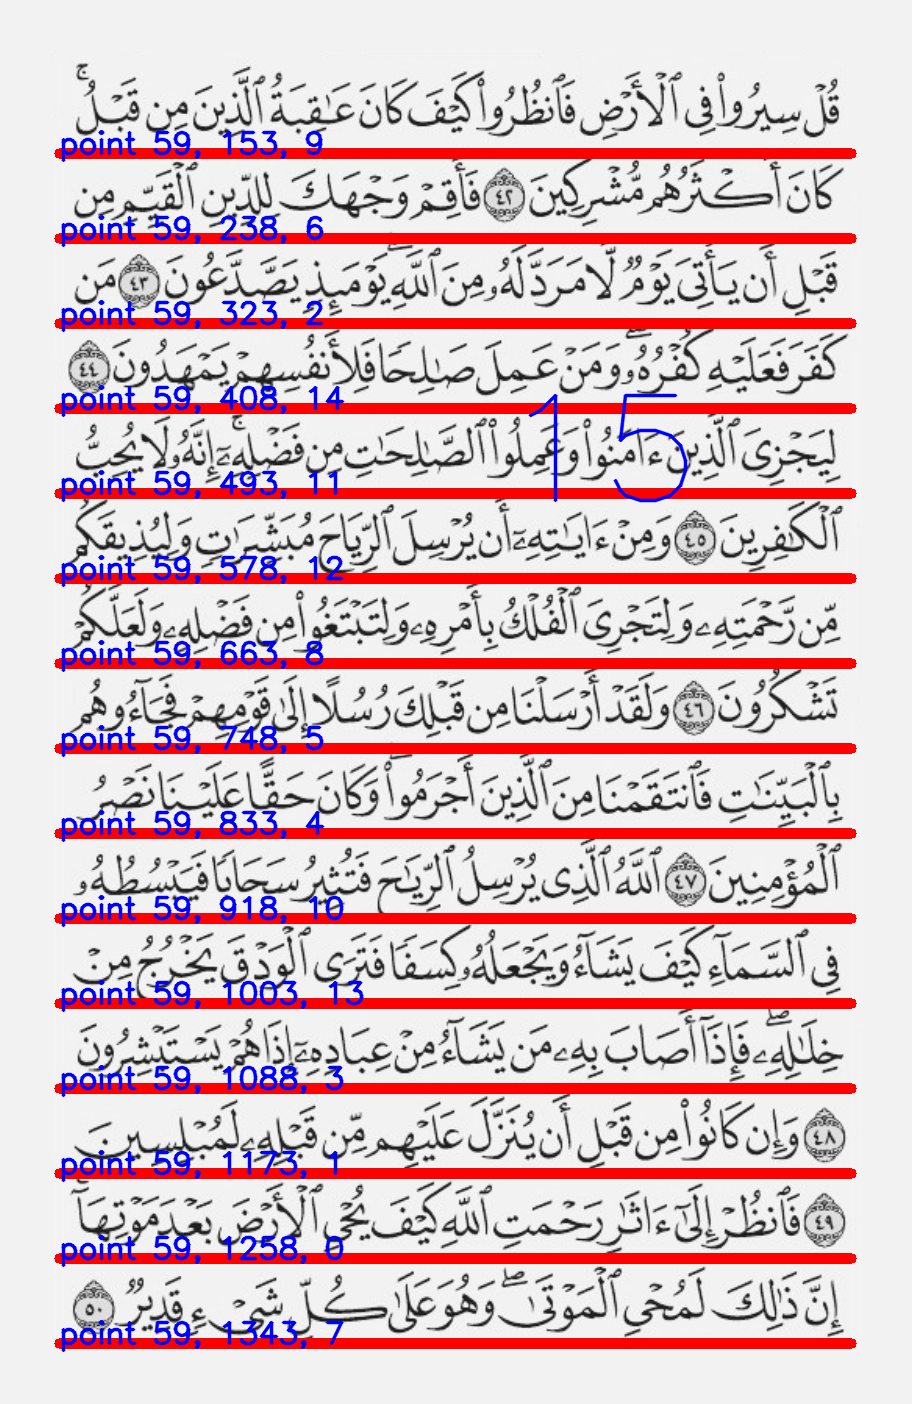 قُلْ سِيرُوا۟ فِى ٱلْأَرْضِ فَٱنظُرُوا۟ كَيْفَ كَانَ عَـٰقِبَةُ ٱلَّذِينَ مِن قَبْلُ ۚ
point 59, 153, 9
كَانَ أَكْثَرُهُم مُّشْرِكِينَ ٤٢ فَأَقِمْ وَجْهَكَ لِلدِّينِ ٱلْقَيِّمِ مِن
point 59, 238, 6
قَبْلِ أَن يَأْتِىَ يَوْمٌ لَّا مَرَدَّ لَهُۥ مِنَ ٱللَّهِ ۖ يَوْمَئِذٍ يَصَّدَّعُونَ ٤٣ مَن
point 59, 323, 2
كَفَرَ فَعَلَيْهِ كُفْرُهُۥ ۖ وَمَنْ عَمِلَ صَـٰلِحًا فَلِأَنفُسِهِمْ يَمْهَدُونَ ٤٤
point 59, 408, 14
15
لِيَجْزِىَ ٱلَّذِينَ ءَامَنُوا۟ وَعَمِلُوا۟ ٱلصَّـٰلِحَـٰتِ مِن فَضْلِهِۦٓ ۚ إِنَّهُۥ لَا يُحِبُّ
point 59, 493, 11
ٱلْكَـٰفِرِينَ ٤٥ وَمِنْ ءَايَـٰتِهِۦٓ أَن يُرْسِلَ ٱلرِّيَاحَ مُبَشِّرَٰتٍ وَلِيُذِيقَكُم
point 59, 578, 12
مِّن رَّحْمَتِهِۦ وَلِتَجْرِىَ ٱلْفُلْكُ بِأَمْرِهِۦ وَلِتَبْتَغُوا۟ مِن فَضْلِهِۦ وَلَعَلَّكُمْ
point 59, 663, 8
تَشْكُرُونَ ٤٦ وَلَقَدْ أَرْسَلْنَا مِن قَبْلِكَ رُسُلًا إِلَىٰ قَوْمِهِمْ فَجَآءُوهُم
point 59, 748, 5
بِٱلْبَيِّنَـٰتِ فَٱنتَقَمْنَا مِنَ ٱلَّذِينَ أَجْرَمُوا۟ ۖ وَكَانَ حَقًّا عَلَيْنَا نَصْرُ
point 59, 833, 4
ٱلْمُؤْمِنِينَ ٤٧ ٱللَّهُ ٱلَّذِى يُرْسِلُ ٱلرِّيَـٰحَ فَتُثِيرُ سَحَابًا فَيَبْسُطُهُۥ
point 59, 918, 10
فِى ٱلسَّمَآءِ كَيْفَ يَشَآءُ وَيَجْعَلُهُۥ كِسَفًا فَتَرَى ٱلْوَدْقَ يَخْرُجُ مِنْ
point 59, 1003, 13
خِلَـٰلِهِۦ ۖ فَإِذَآ أَصَابَ بِهِۦ مَن يَشَآءُ مِنْ عِبَادِهِۦٓ إِذَا هُمْ يَسْتَبْشِرُونَ
point 59, 1088, 3
٤٨ وَإِن كَانُوا۟ مِن قَبْلِ أَن يُنَزَّلَ عَلَيْهِم مِّن قَبْلِهِۦ لَمُبْلِسِينَ
point 59, 1173, 1
٤٩ فَٱنظُرْ إِلَىٰٓ ءَاثَـٰرِ رَحْمَتِ ٱللَّهِ كَيْفَ يُحْىِ ٱلْأَرْضَ بَعْدَ مَوْتِهَآ ۚ
point 59, 1258, 0
إِنَّ ذَٰلِكَ لَمُحْىِ ٱلْمَوْتَىٰ ۖ وَهُوَ عَلَىٰ كُلِّ شَىْءٍ قَدِيرٌ ٥٠
point 59, 1343, 7